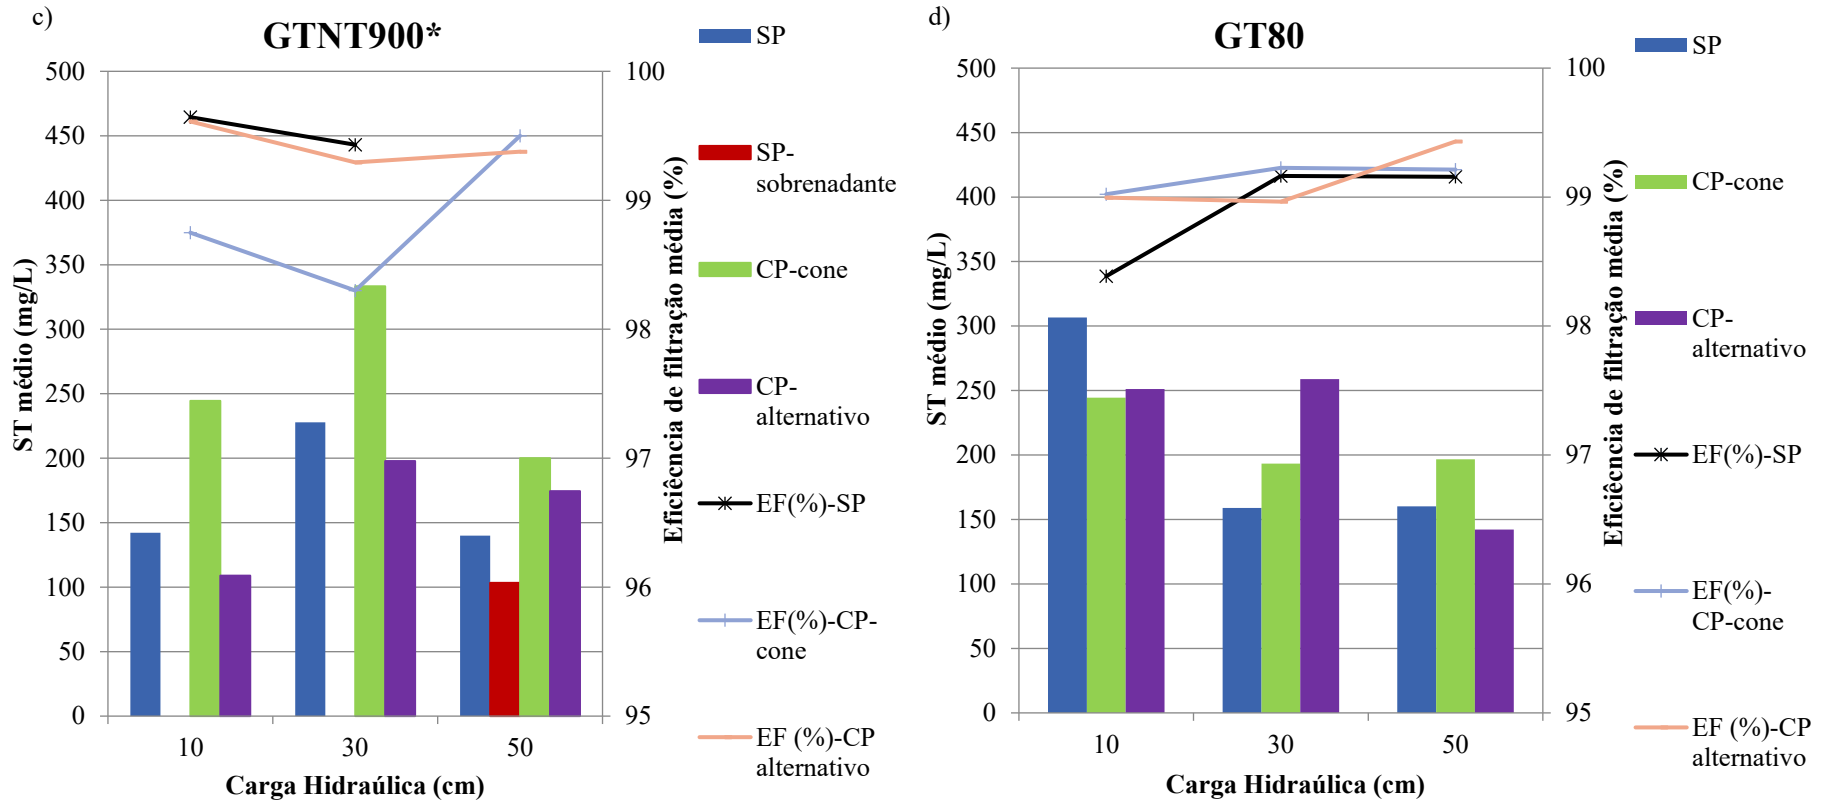 c)
GTNT900*
500
450
400
350
300
250
200
150
100
50
0
ST médio (mg/L)
100
99
98
97
96
95
Eficiêcnia de filtração média (%)
10
30
50
Carga Hidraúlica (cm)
SP
SP-
sobrenadante
CP-cone
CP-
alternativo
EF(%)-SP
EF(%)-CP-
cone
EF (%)-CP
alternativo
d)
GT80
500
450
400
350
300
250
200
150
100
50
0
ST médio (mg/L)
100
99
98
97
96
95
Eficiêcnia de filtração média (%)
10
30
50
Carga Hidraúlica (cm)
SP
CP-cone
CP-
alternativo
EF(%)-SP
EF(%)-
CP-cone
EF (%)-CP
alternativo